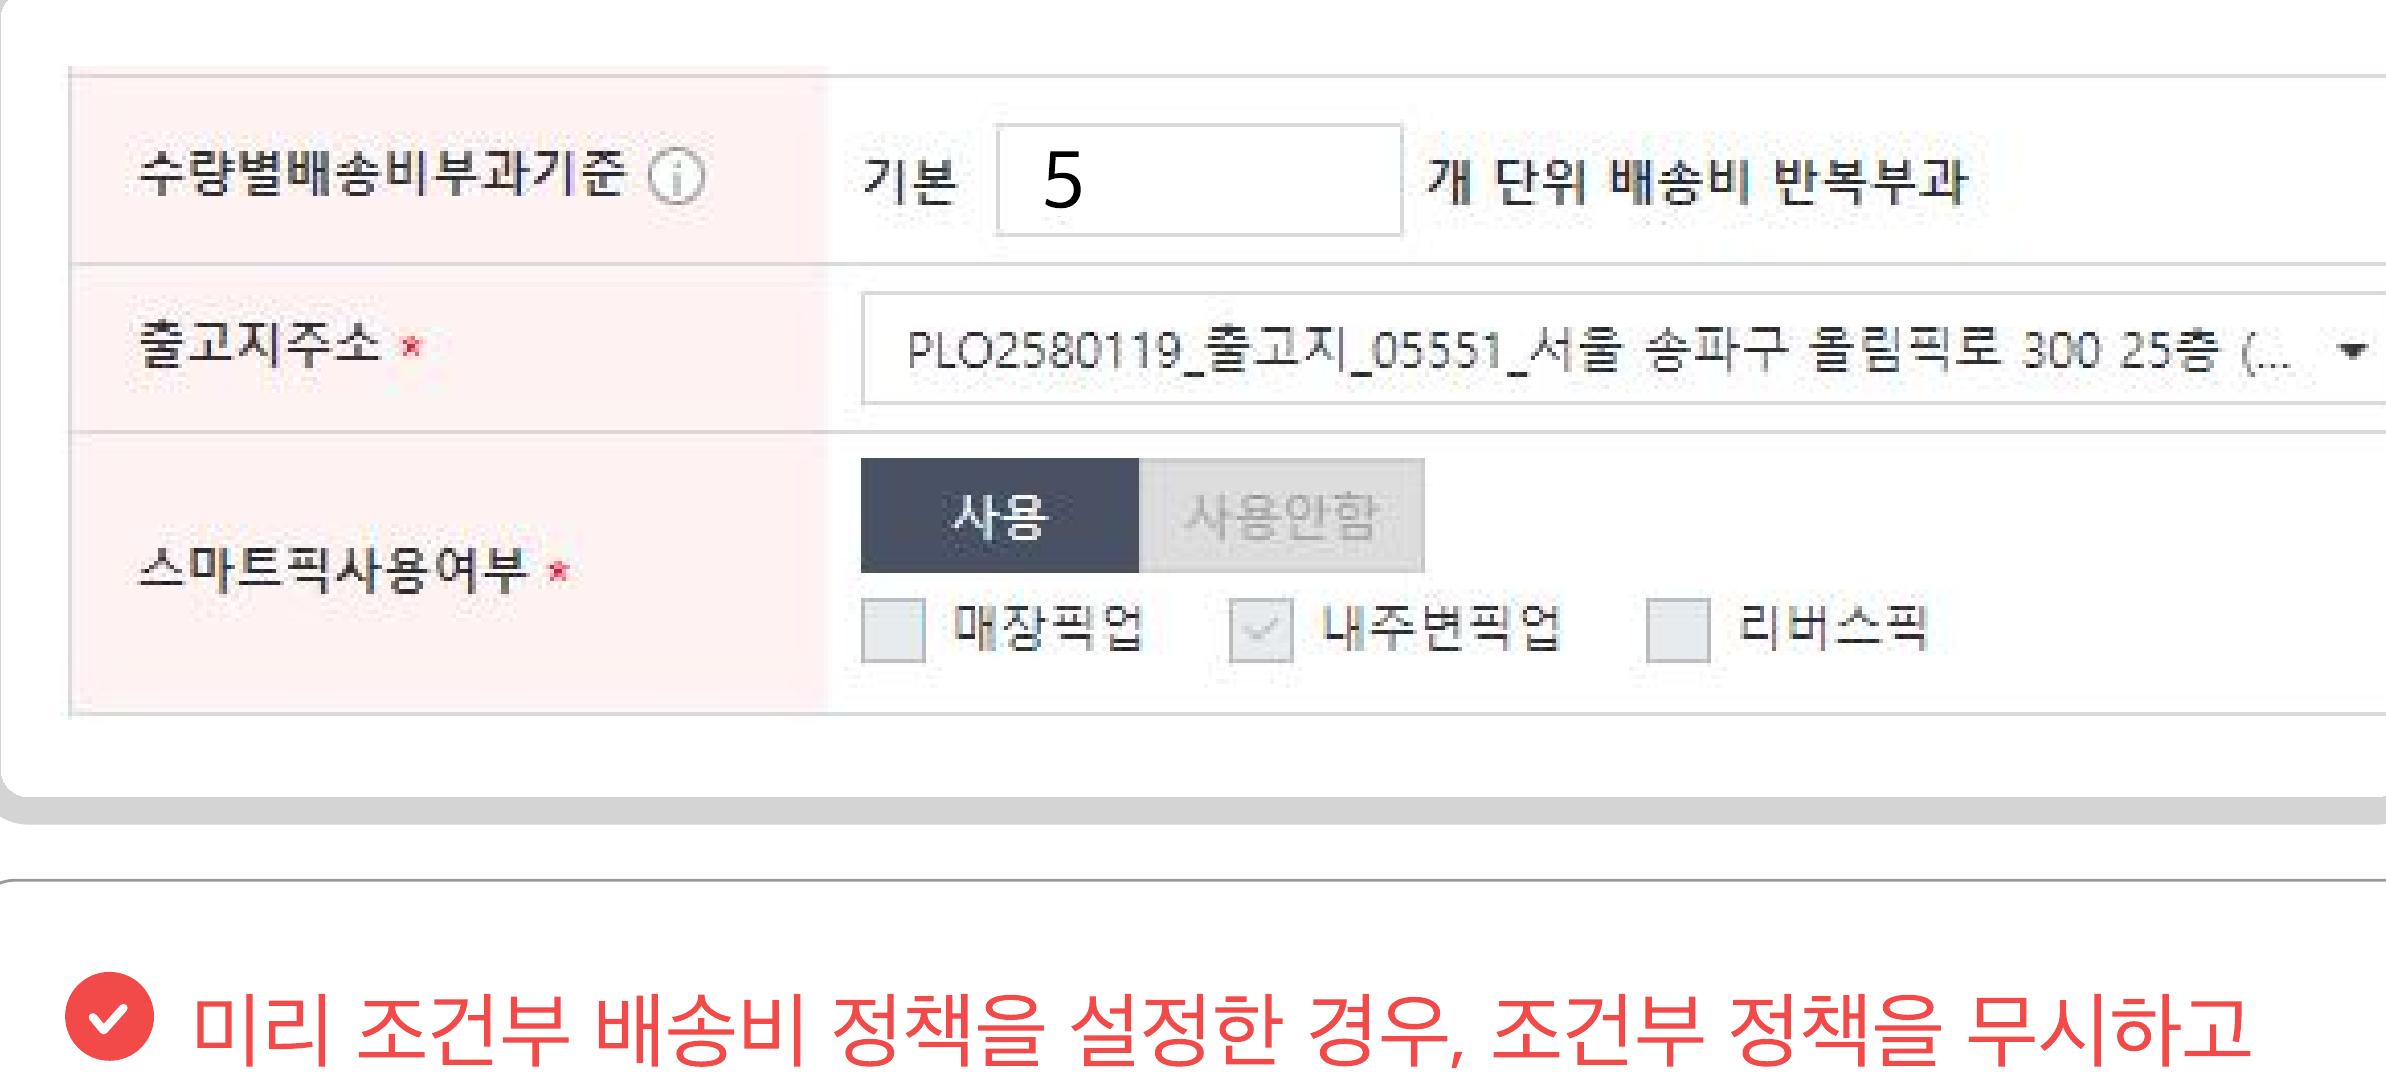 수량별배송비부과기준 기본 5 개 단위 배송비 반복부과
출고지주소 * PLO2580119_출고지_05551_서울 송파구 올림픽로 300 25층 (...
사용 사용안함
스마트픽사용여부 *
매장픽업 내주변픽업 리버스픽
미리 조건부 배송비 정책을 설정한 경우, 조건부 정책을 무시하고